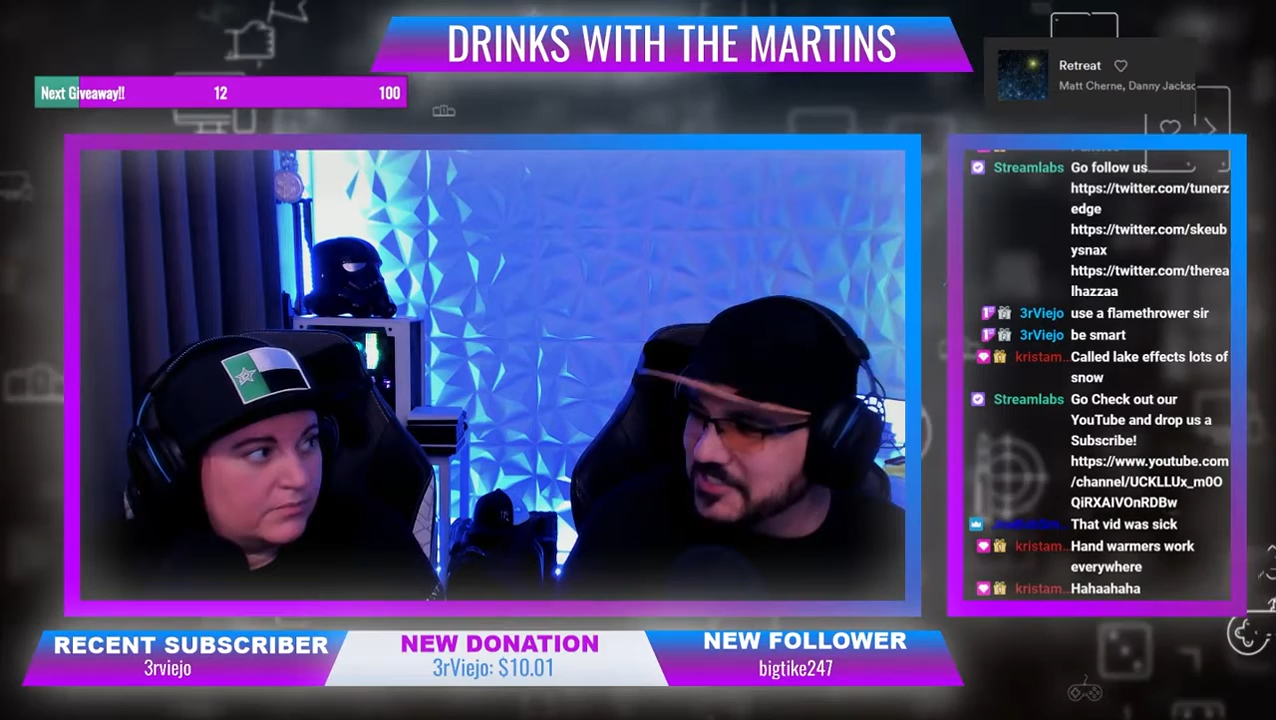 DRINKS WITH THE MARTINS
Retreat
Matt Cherne, Danny Jackso
Next Giveaway!! 12 100
Streamlabs Go follow us
https://twitter.com/tunerz
edge
https://twitter.com/skeub
ysnax
https://twitter.com/therea
lhazzaa
3rViejo use a flamethrower sir
3rViejo be smart
kristam… Called lake effects lots of
snow
Streamlabs Go Check out our
YouTube and drop us a
Subscribe!
https://www.youtube.com
/channel/UCKLLUx_m0O
QiRXAIVOnRDBw
That vid was sick
kristam… Hand warmers work
everywhere
kristam… Hahaahaha
RECENT SUBSCRIBER
3rviejo
NEW DONATION
3rViejo: $10.01
NEW FOLLOWER
bigtike247